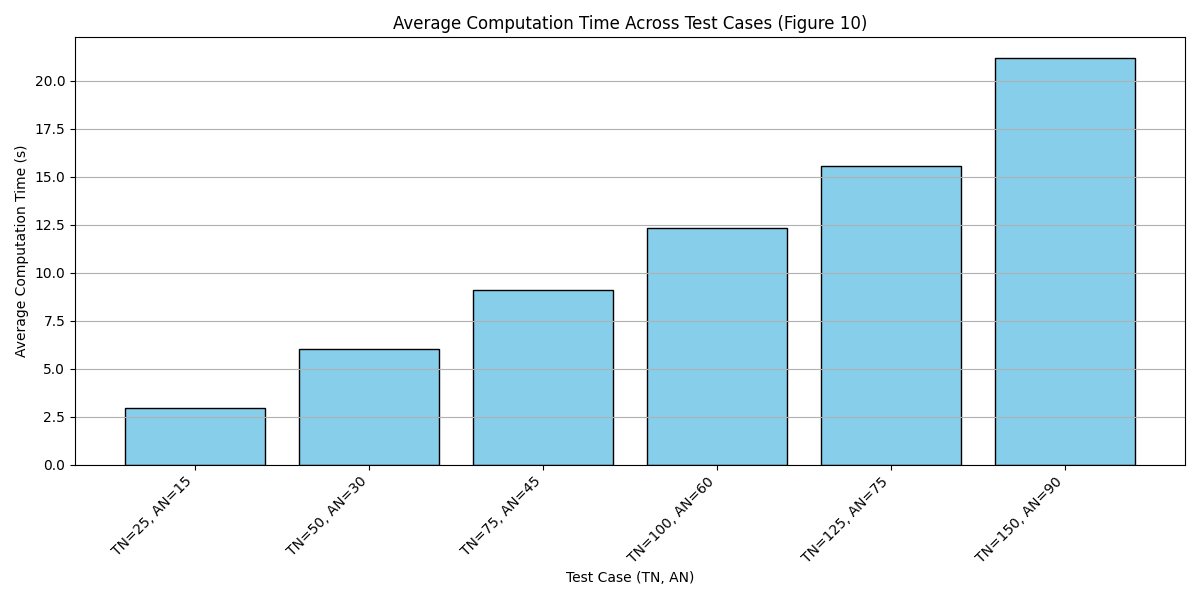 Average Computation Time Across Test Cases (Figure 10)
Average Computation Time (s)
20.0
17.5
15.0
12.5
10.0
7.5
5.0
2.5
0.0
TN=25, AN=15
TN=50, AN=30
TN=75, AN=45
TN=100, AN=60
TN=125, AN=75
TN=150, AN=90
Test Case (TN, AN)